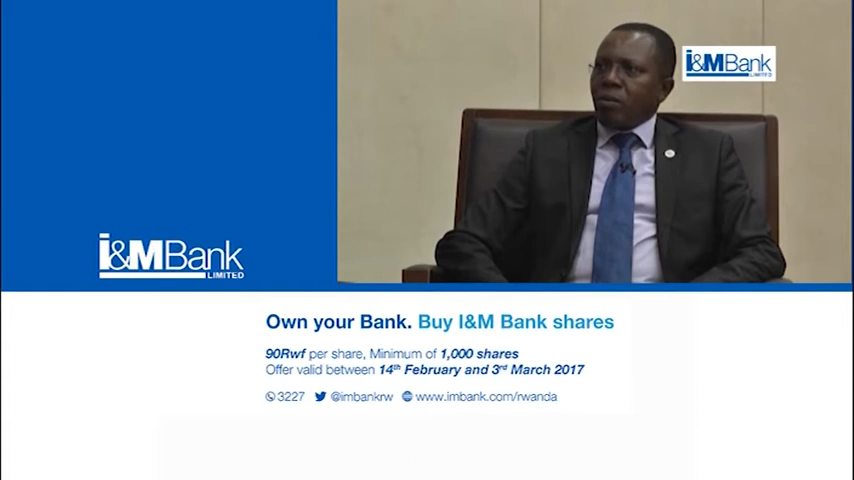 I&MBank
LIMITED
I&MBank
LIMITED
Own your Bank. Buy I&M Bank shares
90Rwf per share, Minimum of 1,000 shares
Offer valid between 14th February and 3rd March 2017
3227 @imbankrw www.imbank.com/rwanda